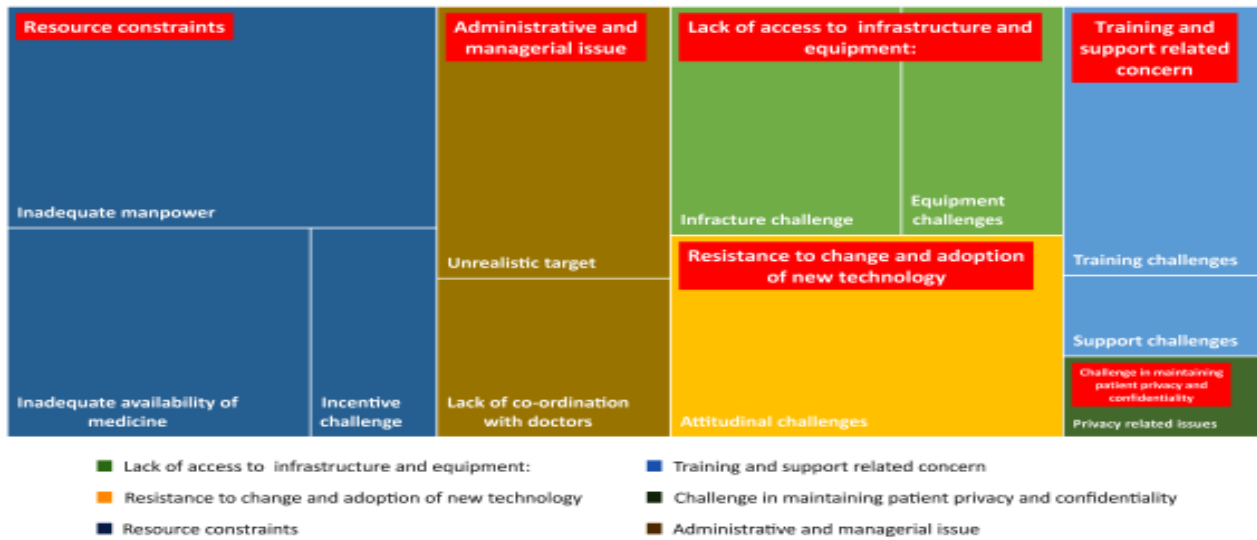 Resource constraints
Inadequate manpower
Inadequate availability of
medicine
Incentive
challenge
Administrative and
managerial issue
Unrealistic target
Lack of co-ordination
with doctors
Lack of access to infrastructure and
equipment:
Infracture challenge
Equipment
challenges
Resistance to change and adoption
of new technology
Attitudinal challenges
Training and
support related
concern
Training challenges
Support challenges
Challenge in maintaining
patient privacy and
confidentiality
Privacy related issues
Lack of access to infrastructure and equipment:
Training and support related concern
Resistance to change and adoption of new technology
Challenge in maintaining patient privacy and confidentiality
Resource constraints
Administrative and managerial issue